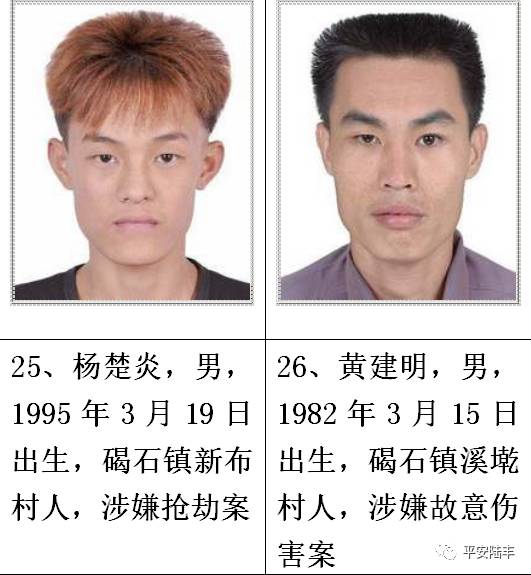 25、杨楚炎，男，
1995 年 3 月 19 日
出生，碣石镇新布
村人，涉嫌抢劫案
26、黄建明，男，
1982 年 3 月 15 日
出生，碣石镇溪墘
村人，涉嫌故意伤
害案
平安陆丰